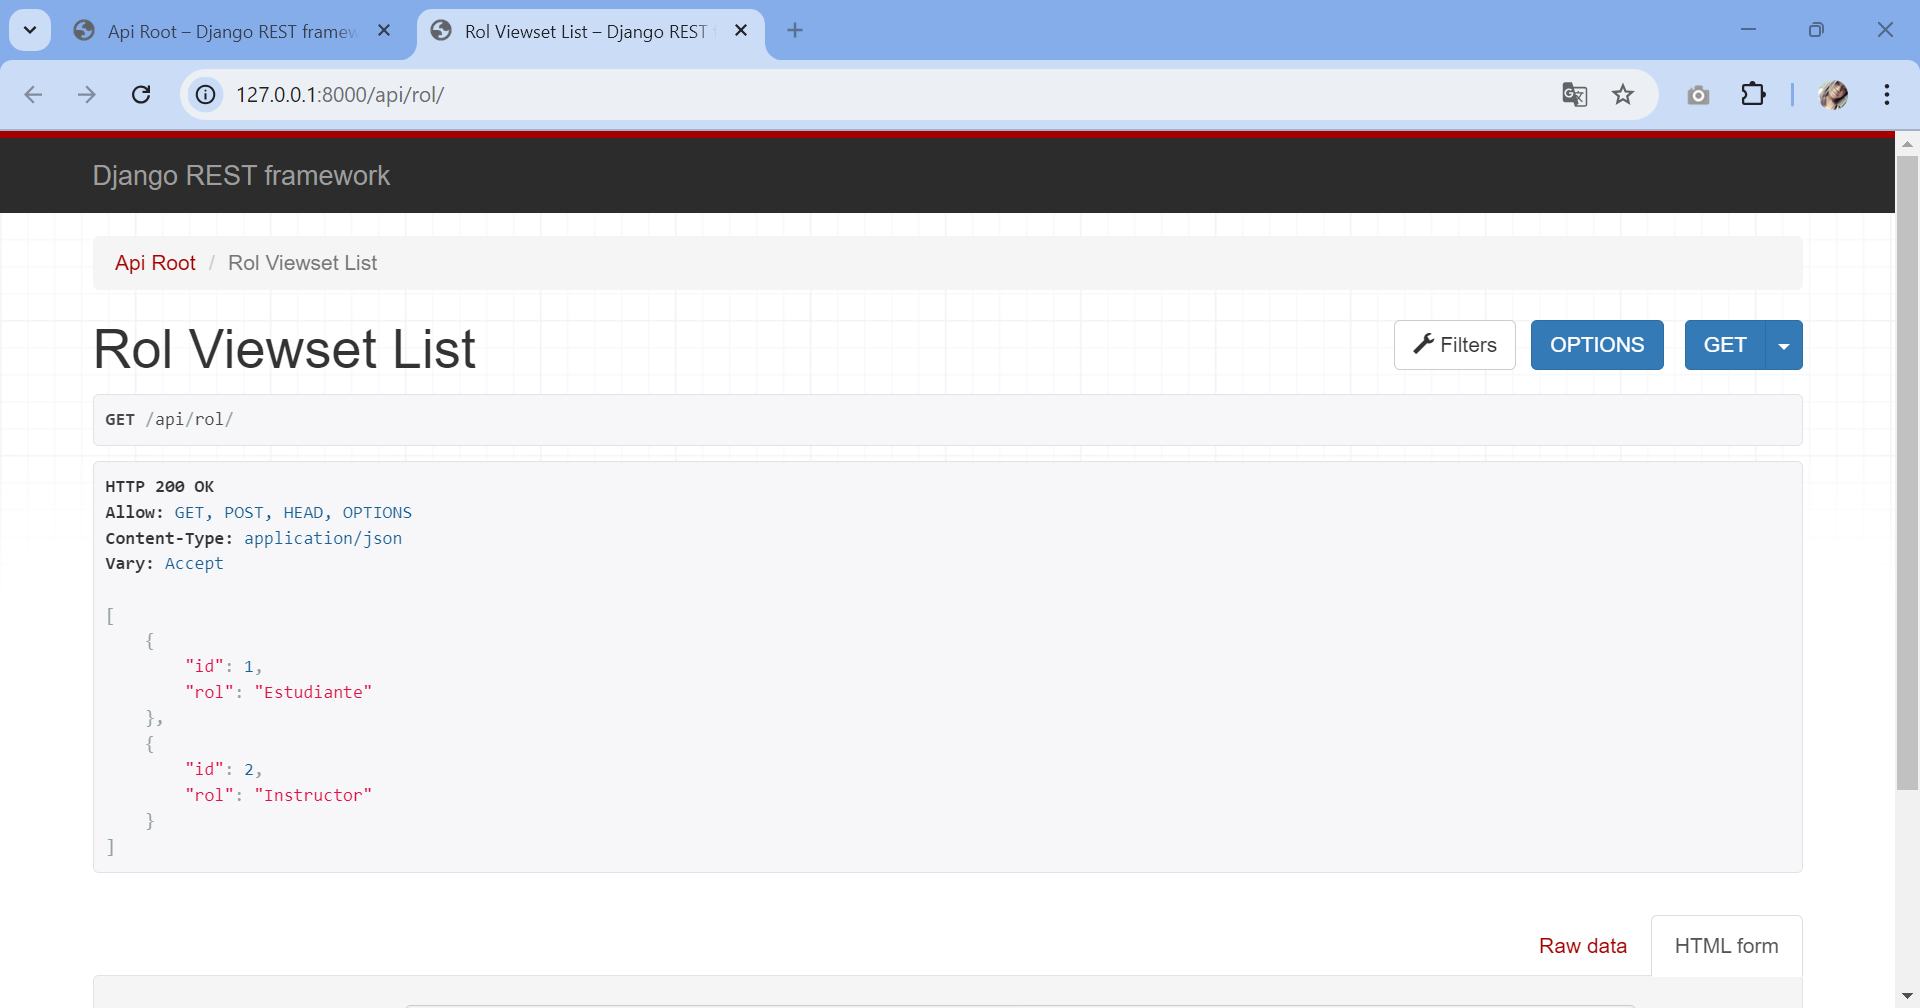 Api Root – Django REST framew
Rol Viewset List – Django REST
127.0.0.1:8000/api/rol/
Django REST framework
Api Root / Rol Viewset List
Rol Viewset List
Filters
OPTIONS
GET
GET /api/rol/
HTTP 200 OK
Allow: GET, POST, HEAD, OPTIONS
Content-Type: application/json
Vary: Accept
[
    {
        "id": 1,
        "rol": "Estudiante"
    },
    {
        "id": 2,
        "rol": "Instructor"
    }
]
Raw data
HTML form